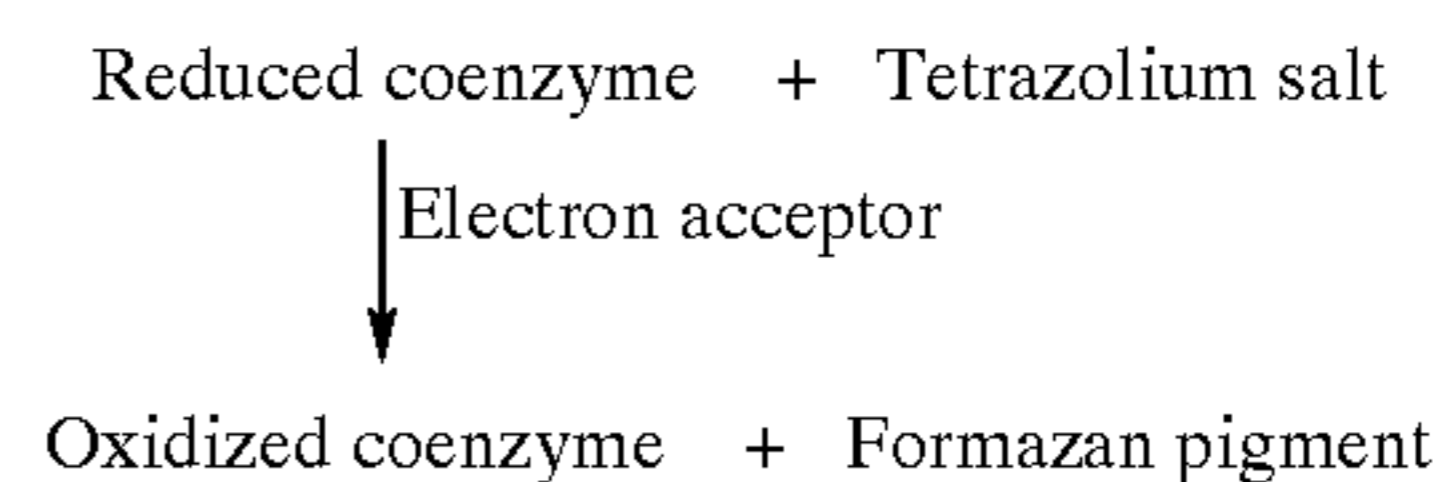 Reduced coenzyme + Tetrazolium salt
Electron acceptor
Oxidized coenzyme + Formazan pigment